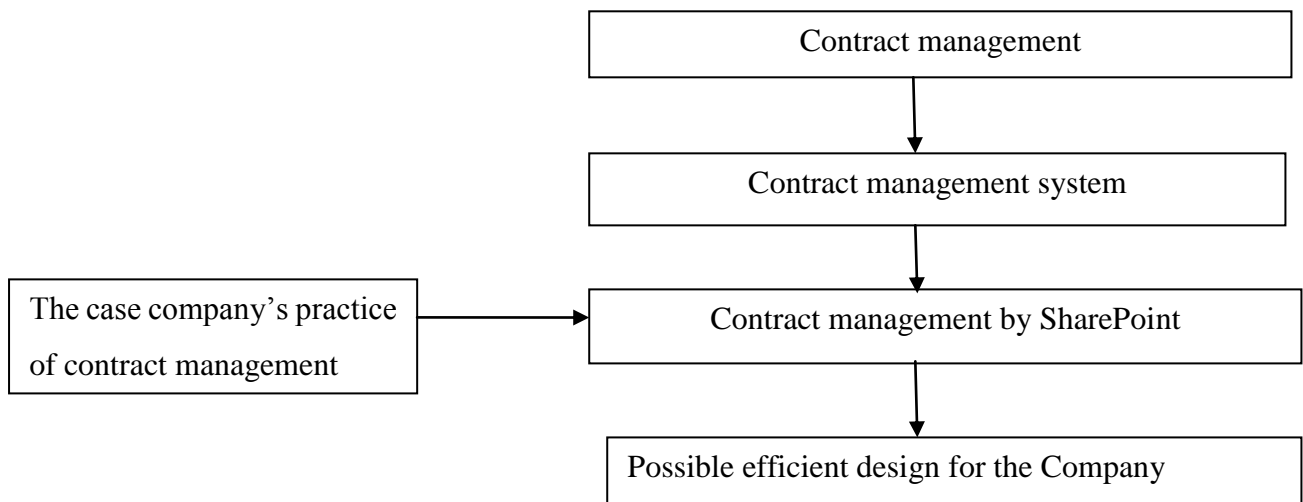 Contract management
Contract management system
The case company’s practice
of contract management
Contract management by SharePoint
Possible efficient design for the Company